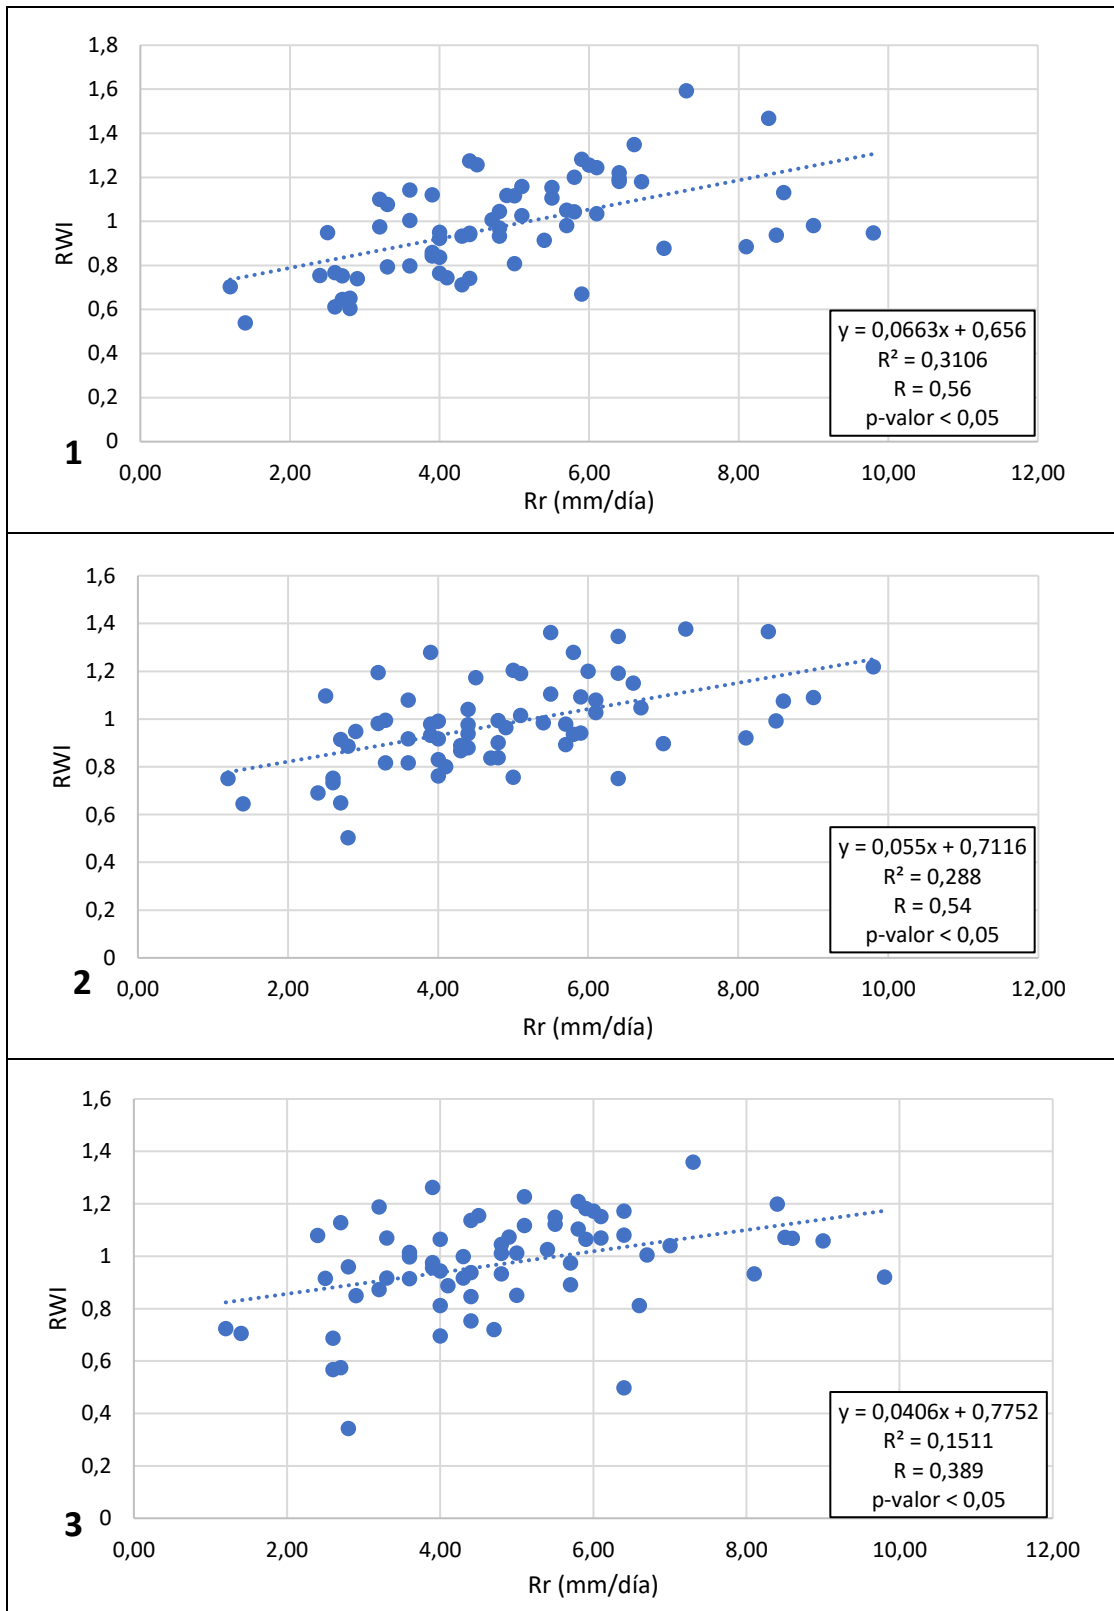 1,8
1,6
1,4
1,2
1
0,8
0,6
0,4
0,2
0
RWI
y = 0,0663x + 0,656
R² = 0,3106
R = 0,56
p-valor < 0,05
1
0,00 2,00 4,00 6,00 8,00 10,00 12,00
Rr (mm/día)
1,6
1,4
1,2
1
0,8
0,6
0,4
0,2
0
RWI
y = 0,055x + 0,7116
R² = 0,288
R = 0,54
p-valor < 0,05
2
0,00 2,00 4,00 6,00 8,00 10,00 12,00
Rr (mm/día)
1,6
1,4
1,2
1
0,8
0,6
0,4
0,2
0
RWI
y = 0,0406x + 0,7752
R² = 0,1511
R = 0,389
p-valor < 0,05
3
0,00 2,00 4,00 6,00 8,00 10,00 12,00
Rr (mm/día)